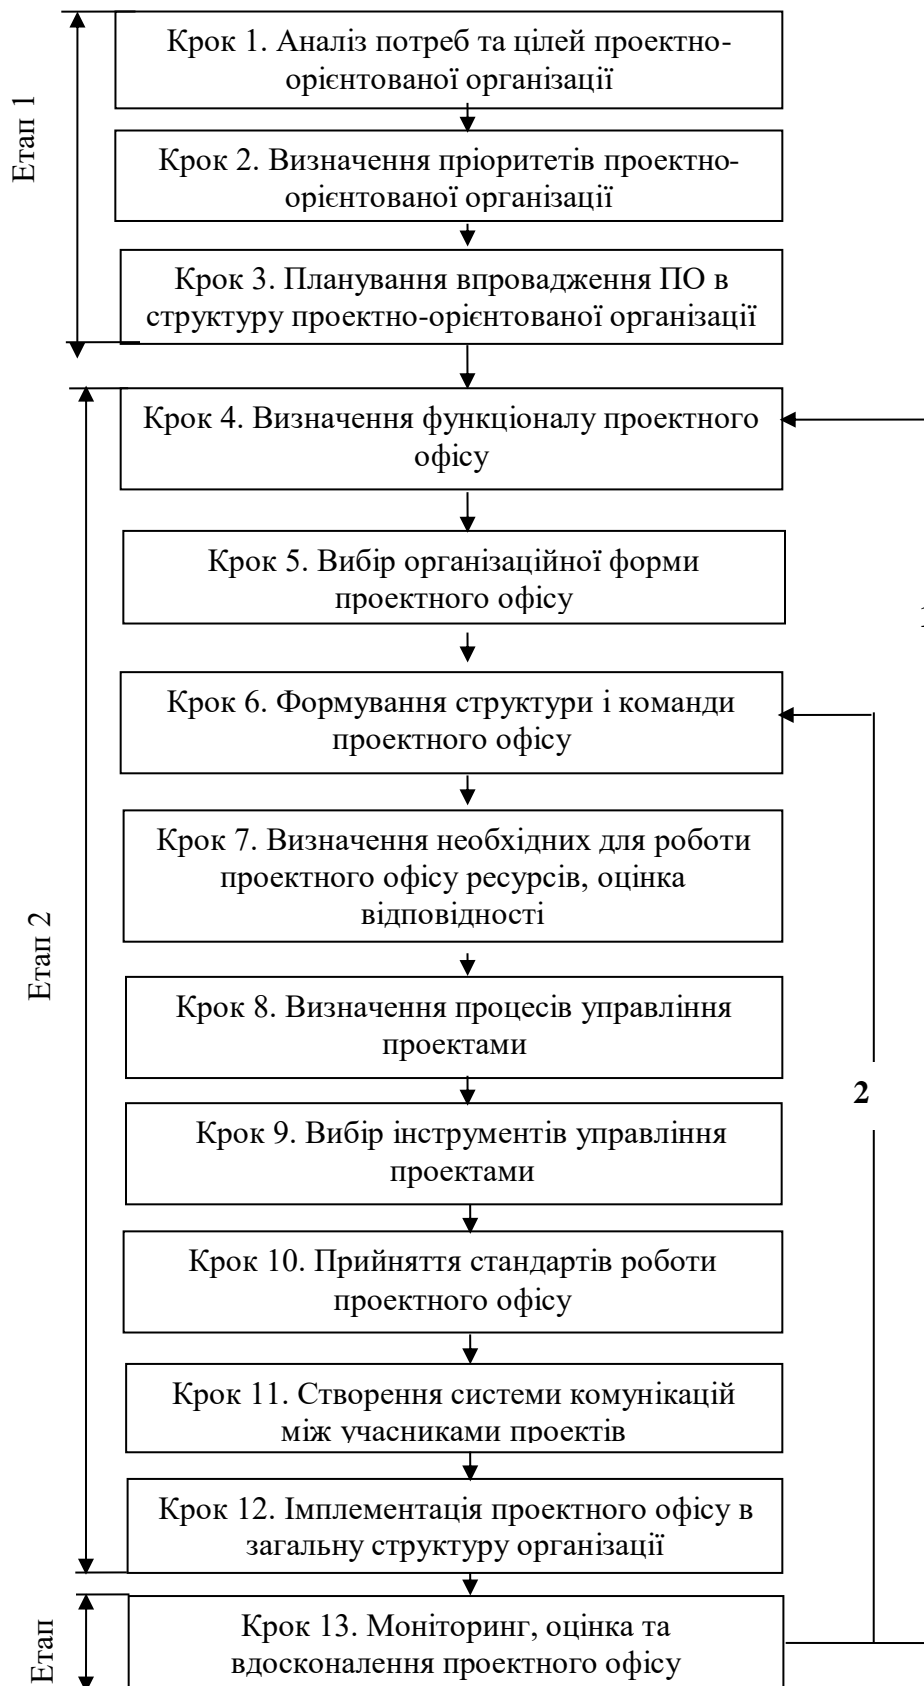 Крок 1. Аналіз потреб та цілей проектно-
орієнтованої організації
Етап 1
Крок 2. Визначення пріоритетів проектно-
орієнтованої організації
Крок 3. Планування впровадження ПО в
структуру проектно-орієнтованої організації
Крок 4. Визначення функціоналу проектного
офісу
Крок 5. Вибір організаційної форми
проектного офісу
1
Крок 6. Формування структури і команди
проектного офісу
Крок 7. Визначення необхідних для роботи
проектного офісу ресурсів, оцінка
відповідності
Етап 2
Крок 8. Визначення процесів управління
проектами
2
Крок 9. Вибір інструментів управління
проектами
Крок 10. Прийняття стандартів роботи
проектного офісу
Крок 11. Створення системи комунікацій
між учасниками проектів
Крок 12. Імплементація проектного офісу в
загальну структуру організації
Етап
Крок 13. Моніторинг, оцінка та
вдосконалення проектного офісу